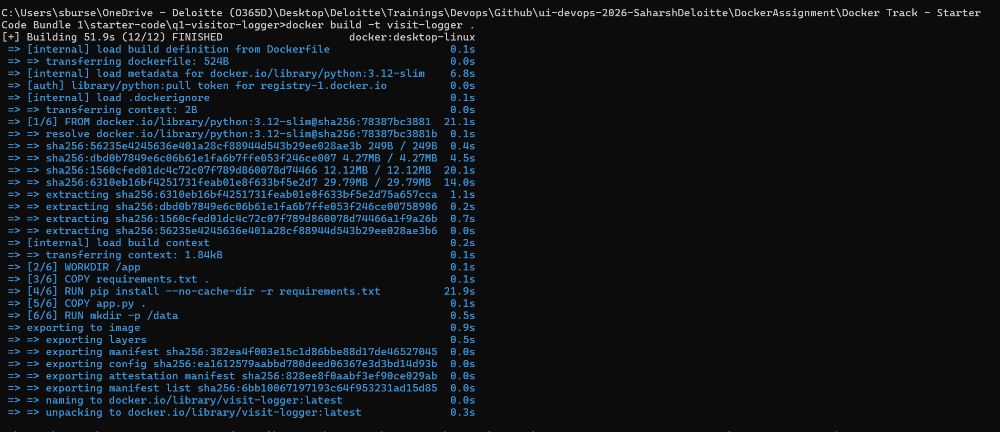 C:\Users\sburse\OneDrive - Deloitte (O365D)\Desktop\Deloitte\Trainings\Devops\Github\ui-devops-2026-SaharshDeloitte\DockerAssignment\Docker Track - Starter
Code Bundle 1\starter-code\q1-visitor-logger>docker build -t visit-logger .
[+] Building 51.9s (12/12) FINISHED docker:desktop-linux
=> [internal] load build definition from Dockerfile 0.1s
=> => transferring dockerfile: 524B 0.0s
=> [internal] load metadata for docker.io/library/python:3.12-slim 6.8s
=> [auth] library/python:pull token for registry-1.docker.io 0.0s
=> [internal] load .dockerignore 0.1s
=> => transferring context: 2B 0.0s
=> [1/6] FROM docker.io/library/python:3.12-slim@sha256:78387bc3881 21.1s
=> => resolve docker.io/library/python:3.12-slim@sha256:78387bc3881b 0.1s
=> => sha256:56235e4245636e401a28cf88944d543b29ee028ae3b 249B / 249B 0.4s
=> => sha256:dbd0b7849e6c06b61e1fa6b7ffe053f246ce007 4.27MB / 4.27MB 4.5s
=> => sha256:1560cfed01dc4c72c07f789d860078d74466 12.12MB / 12.12MB 20.1s
=> => sha256:6310eb16bf4251731feab01e8f633bf5e2d7 29.79MB / 29.79MB 14.0s
=> => extracting sha256:6310eb16bf4251731feab01e8f633bf5e2d75a657cca 1.1s
=> => extracting sha256:dbd0b7849e6c06b61e1fa6b7ffe053f246ce00758906 0.2s
=> => extracting sha256:1560cfed01dc4c72c07f789d860078d74466a1f9a26b 0.7s
=> => extracting sha256:56235e4245636e401a28cf88944d543b29ee028ae3b6 0.0s
=> [internal] load build context 0.2s
=> => transferring context: 1.84kB 0.1s
=> [2/6] WORKDIR /app 0.1s
=> [3/6] COPY requirements.txt . 0.1s
=> [4/6] RUN pip install --no-cache-dir -r requirements.txt 21.9s
=> [5/6] COPY app.py . 0.1s
=> [6/6] RUN mkdir -p /data 0.5s
=> exporting to image 0.9s
=> => exporting layers 0.5s
=> => exporting manifest sha256:382ea4f003e15c1d86bbe88d17de46527045 0.0s
=> => exporting config sha256:ea1612579aabbd780deed06367e3d3bd14d93b 0.0s
=> => exporting attestation manifest sha256:828ee8f0aabf3ef90ce029ab 0.0s
=> => exporting manifest list sha256:6bb10067197193c64f953231ad15d85 0.0s
=> => naming to docker.io/library/visit-logger:latest 0.0s
=> => unpacking to docker.io/library/visit-logger:latest 0.3s